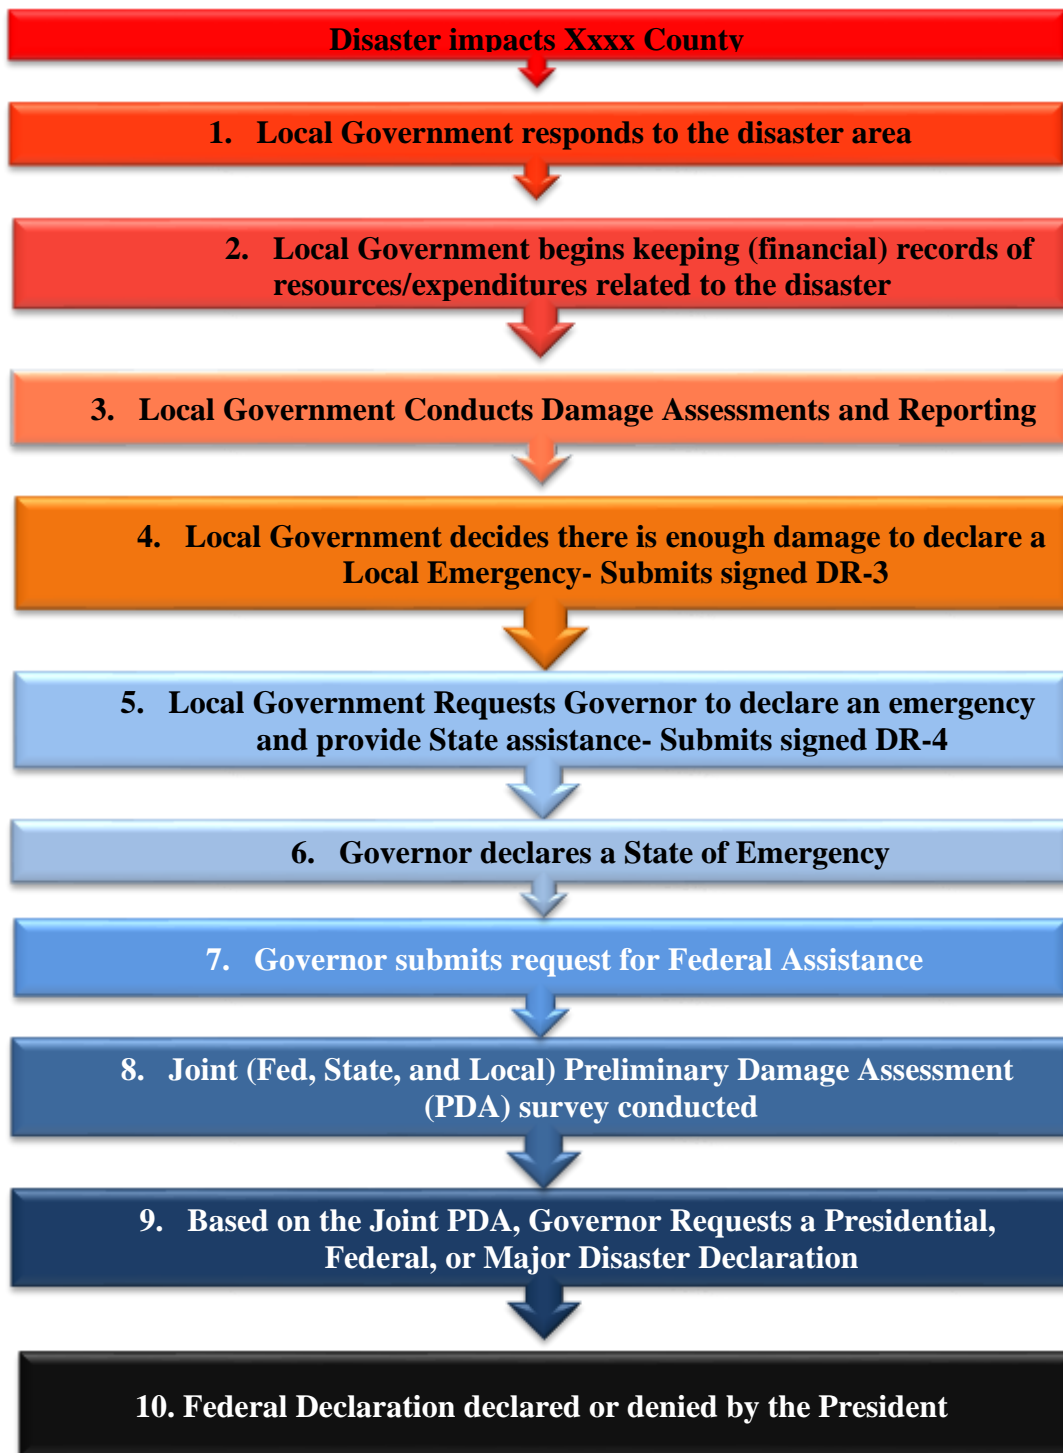 Disaster impacts Xxxx County
1. Local Government responds to the disaster area
2. Local Government begins keeping (financial) records of
resources/expenditures related to the disaster
3. Local Government Conducts Damage Assessments and Reporting
4. Local Government decides there is enough damage to declare a
Local Emergency- Submits signed DR-3
5. Local Government Requests Governor to declare an emergency
and provide State assistance- Submits signed DR-4
6. Governor declares a State of Emergency
7. Governor submits request for Federal Assistance
8. Joint (Fed, State, and Local) Preliminary Damage Assessment
(PDA) survey conducted
9. Based on the Joint PDA, Governor Requests a Presidential,
Federal, or Major Disaster Declaration
10. Federal Declaration declared or denied by the President